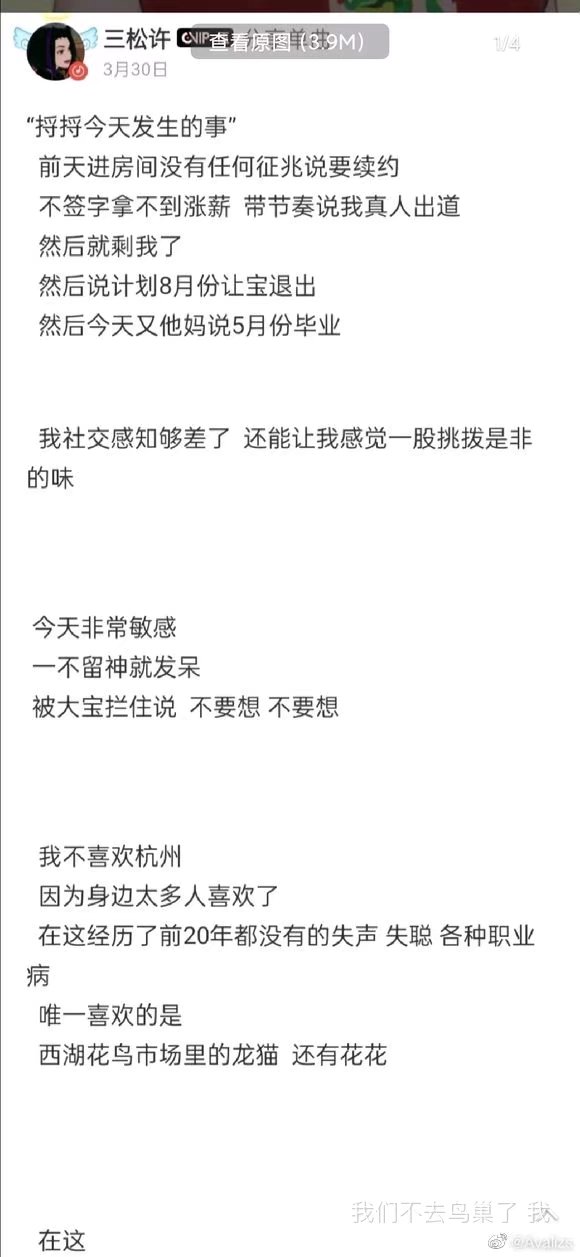 三松许
查看原图（3.9M）
1/4
3月30日
“捋捋今天发生的事”
前天进房间没有任何征兆说要续约
不签字拿不到涨薪 带节奏说我真人出道
然后就剩我了
然后说计划8月份让宝退出
然后今天又他妈说5月份毕业
我社交感知够差了 还能让我感觉一股挑拨是非
的味
今天非常敏感
一不留神就发呆
被大宝拦住说 不要想 不要想
我不喜欢杭州
因为身边太多人喜欢了
在这经历了前20年都没有的失声 失聪 各种职业
病
唯一喜欢的是
西湖花鸟市场里的龙猫 还有花花
我们不去鸟巢了 我
在这
@Avalizs